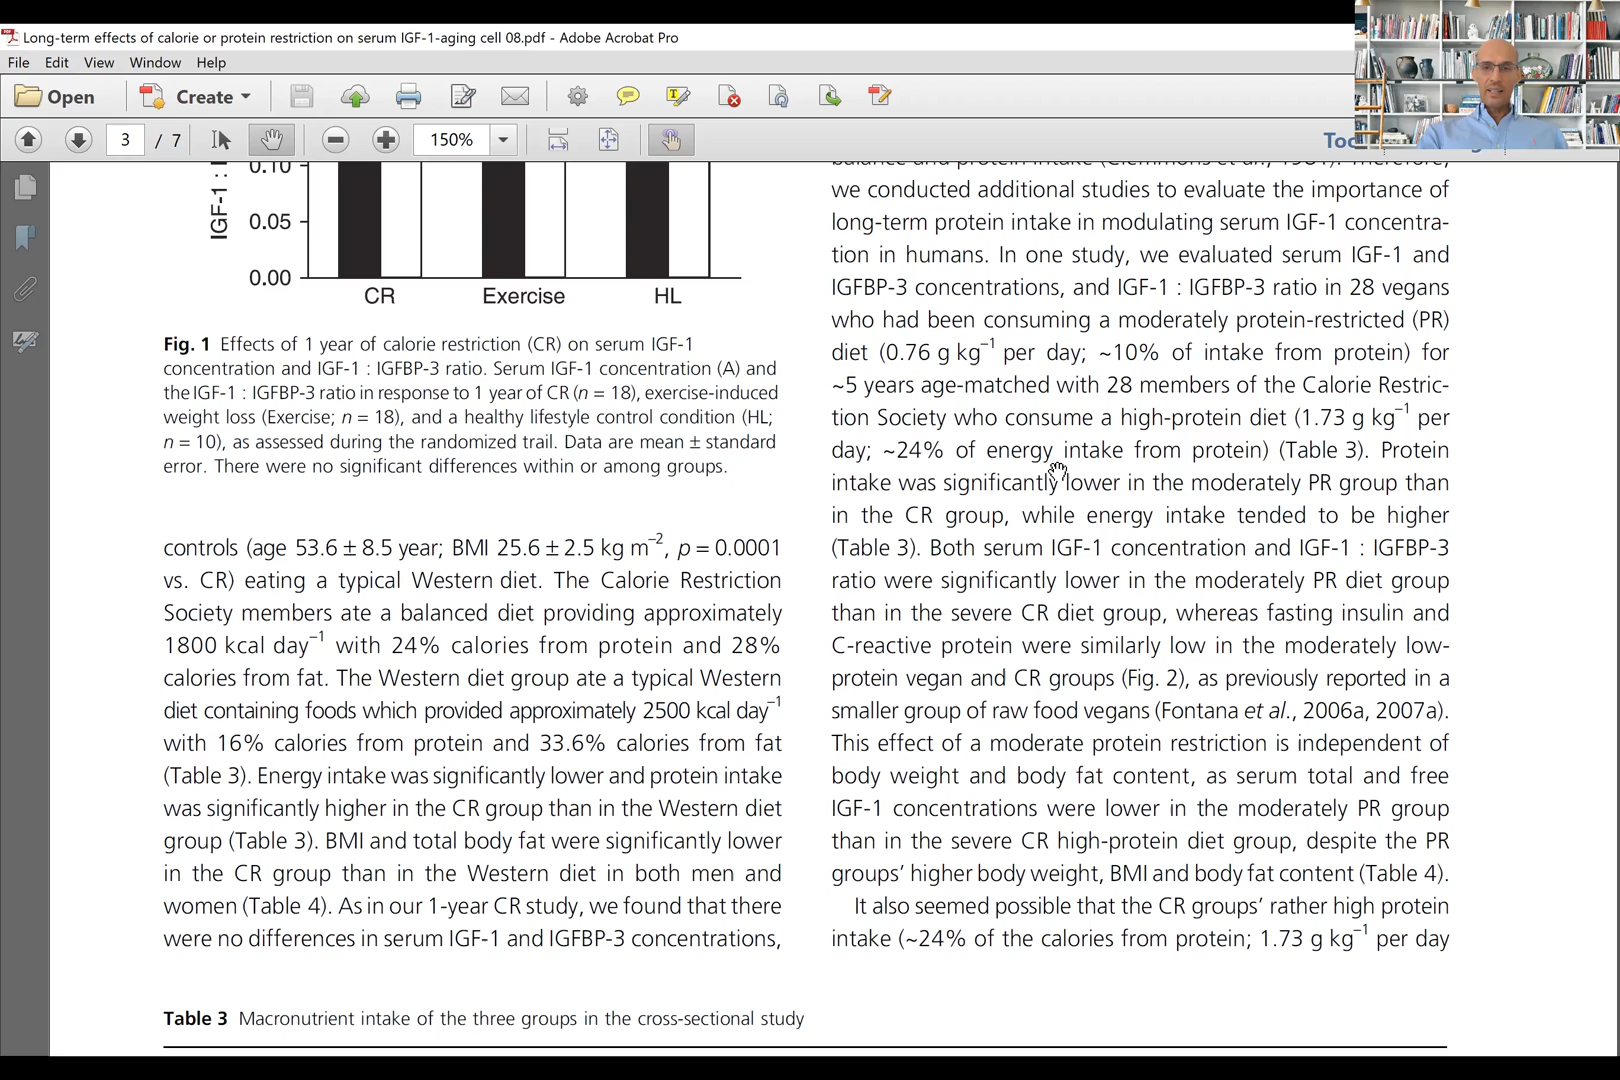 Long-term effects of calorie or protein restriction on serum IGF-1-aging cell 08.pdf - Adobe Acrobat Pro
File Edit View Window Help
Open Create
3 / 7 150%
IGF-1 :
0.10
0.05
0.00
CR Exercise HL
Fig. 1 Effects of 1 year of calorie restriction (CR) on serum IGF-1
concentration and IGF-1 : IGFBP-3 ratio. Serum IGF-1 concentration (A) and
the IGF-1 : IGFBP-3 ratio in response to 1 year of CR (n = 18), exercise-induced
weight loss (Exercise; n = 18), and a healthy lifestyle control condition (HL;
n = 10), as assessed during the randomized trail. Data are mean ± standard
error. There were no significant differences within or among groups.
controls (age 53.6 ± 8.5 year; BMI 25.6 ± 2.5 kg m⁻², p = 0.0001
vs. CR) eating a typical Western diet. The Calorie Restriction
Society members ate a balanced diet providing approximately
1800 kcal day⁻¹ with 24% calories from protein and 28%
calories from fat. The Western diet group ate a typical Western
diet containing foods which provided approximately 2500 kcal day⁻¹
with 16% calories from protein and 33.6% calories from fat
(Table 3). Energy intake was significantly lower and protein intake
was significantly higher in the CR group than in the Western diet
group (Table 3). BMI and total body fat were significantly lower
in the CR group than in the Western diet in both men and
women (Table 4). As in our 1-year CR study, we found that there
were no differences in serum IGF-1 and IGFBP-3 concentrations,
balance and protein intake (Clemmons et al., 1981). Therefore,
we conducted additional studies to evaluate the importance of
long-term protein intake in modulating serum IGF-1 concentra-
tion in humans. In one study, we evaluated serum IGF-1 and
IGFBP-3 concentrations, and IGF-1 : IGFBP-3 ratio in 28 vegans
who had been consuming a moderately protein-restricted (PR)
diet (0.76 g kg⁻¹ per day; ~10% of intake from protein) for
~5 years age-matched with 28 members of the Calorie Restric-
tion Society who consume a high-protein diet (1.73 g kg⁻¹ per
day; ~24% of energy intake from protein) (Table 3). Protein
intake was significantly lower in the moderately PR group than
in the CR group, while energy intake tended to be higher
(Table 3). Both serum IGF-1 concentration and IGF-1 : IGFBP-3
ratio were significantly lower in the moderately PR diet group
than in the severe CR diet group, whereas fasting insulin and
C-reactive protein were similarly low in the moderately low-
protein vegan and CR groups (Fig. 2), as previously reported in a
smaller group of raw food vegans (Fontana et al., 2006a, 2007a).
This effect of a moderate protein restriction is independent of
body weight and body fat content, as serum total and free
IGF-1 concentrations were lower in the moderately PR group
than in the severe CR high-protein diet group, despite the PR
groups' higher body weight, BMI and body fat content (Table 4).
It also seemed possible that the CR groups' rather high protein
intake (~24% of the calories from protein; 1.73 g kg⁻¹ per day
Table 3 Macronutrient intake of the three groups in the cross-sectional study